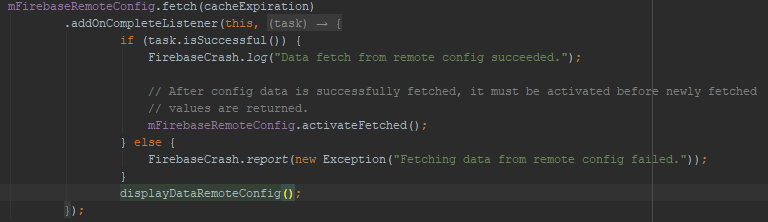 mFirebaseRemoteConfig.fetch(cacheExpiration)
        .addOnCompleteListener(this, (task) → {
                if (task.isSuccessful()) {
                    FirebaseCrash.log("Data fetch from remote config succeeded.");

                    // After config data is successfully fetched, it must be activated before newly fetched
                    // values are returned.
                    mFirebaseRemoteConfig.activateFetched();
                } else {
                    FirebaseCrash.report(new Exception("Fetching data from remote config failed."));
                }
                displayDataRemoteConfig();
        });